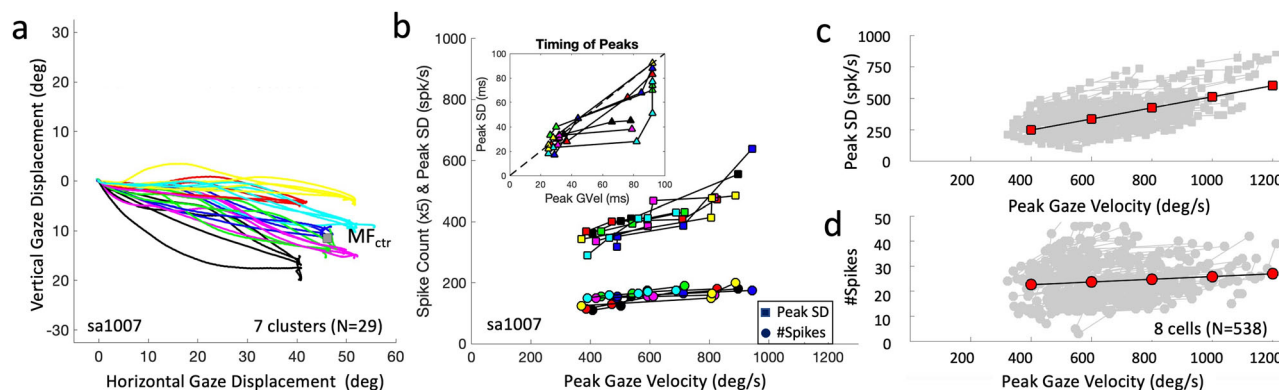 a
Vertical Gaze Displacement (deg)
30
20
10
0
10
20
-30
MFctr
sa1007
7 clusters (N=29)
0 10 20 30 40 50 60
Horizontal Gaze Displacement (deg)
b
Spike Count (x5) & Peak SD (spk/s)
1000
800
600
400
200
0
Timing of Peaks
Peak SD (ms)
100
80
60
40
20
0
0 20 40 60 80 100
Peak GVel (ms)
sa1007
Peak SD
#Spikes
0 200 400 600 800 1000 1200
Peak Gaze Velocity (deg/s)
c
Peak SD (spk/s)
1000
750
500
250
0
200 400 600 800 1000 1200
Peak Gaze Velocity (deg/s)
d
#Spikes
50
40
30
20
10
0
8 cells (N=538)
200 400 600 800 1000 1200
Peak Gaze Velocity (deg/s)